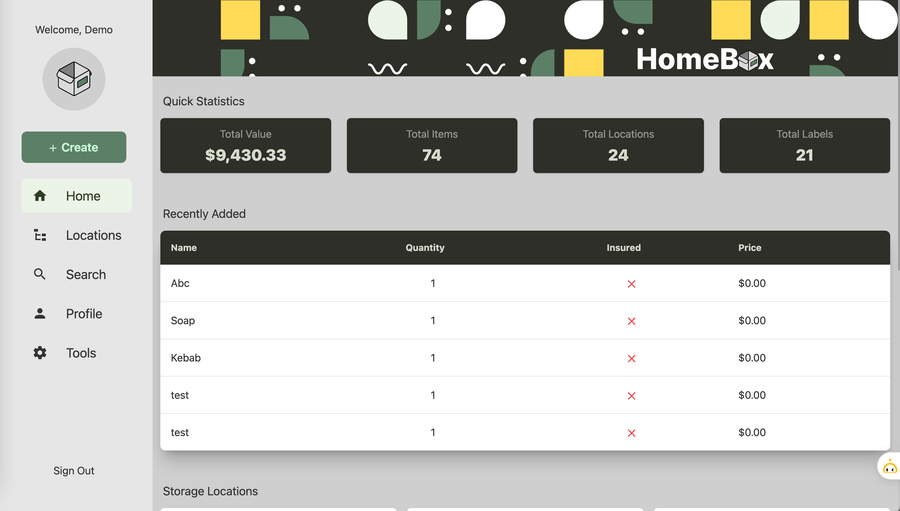 Welcome, Demo
+ Create
Home
Locations
Search
Profile
Tools
Sign Out
HomeBox
Quick Statistics
Total Value
$9,430.33
Total Items
74
Total Locations
24
Total Labels
21
Recently Added
Name Quantity Insured Price
Abc 1 $0.00
Soap 1 $0.00
Kebab 1 $0.00
test 1 $0.00
test 1 $0.00
Storage Locations